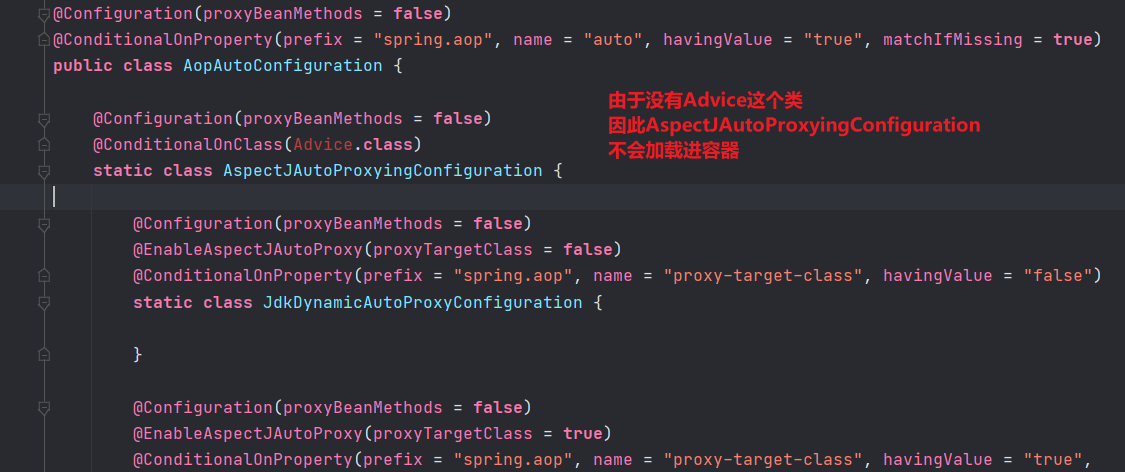 @Configuration(proxyBeanMethods = false)
@ConditionalOnProperty(prefix = "spring.aop", name = "auto", havingValue = "true", matchIfMissing = true)
public class AopAutoConfiguration {
由于没有Advice这个类
因此AspectJAutoProxyingConfiguration
不会加载进容器
@Configuration(proxyBeanMethods = false)
@ConditionalOnClass(Advice.class)
static class AspectJAutoProxyingConfiguration {
@Configuration(proxyBeanMethods = false)
@EnableAspectJAutoProxy(proxyTargetClass = false)
@ConditionalOnProperty(prefix = "spring.aop", name = "proxy-target-class", havingValue = "false")
static class JdkDynamicAutoProxyConfiguration {
}
@Configuration(proxyBeanMethods = false)
@EnableAspectJAutoProxy(proxyTargetClass = true)
@ConditionalOnProperty(prefix = "spring.aop", name = "proxy-target-class", havingValue = "true",